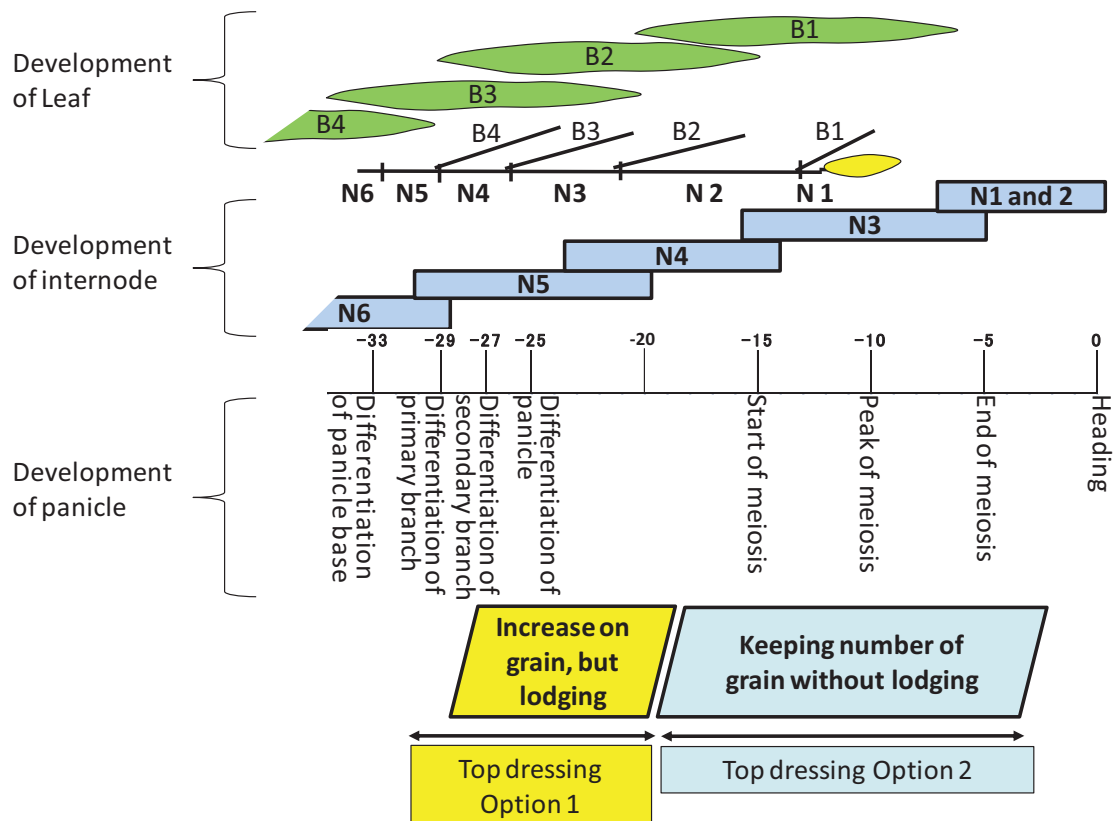 Development
of Leaf
B1
B2
B3
B4
B4
B3
B2
B1
N6
N5
N4
N3
N 2
N 1
Development
of internode
N1 and 2
N3
N4
N5
N6
-33
-29
-27
-25
-20
-15
-10
-5
0
Development
of panicle
Differentiation
of panicle base
Differentiation of
primary branch
Differentiation of
secondary branch
Differentiation of
panicle
Start of meiosis
Peak of meiosis
End of meiosis
Heading
Increase on
grain, but
lodging
Keeping number of
grain without lodging
Top dressing
Option 1
Top dressing Option 2